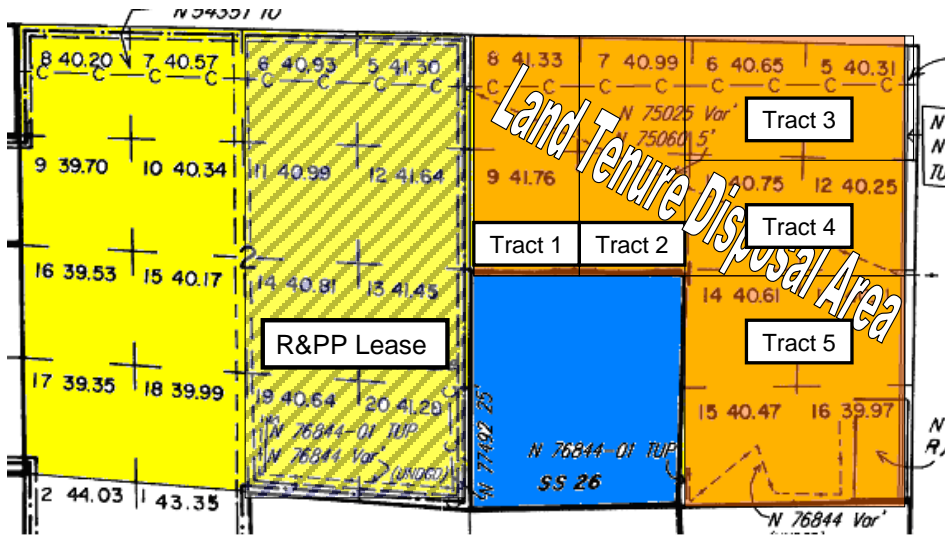 N 54351 TU
8 40.20 7 40.57 6 40.93 5 41.30 8 41.33 7 40.99 6 40.65 5 40.31
C C C C C C C C C C C C C C C C
N 75025 Var'
N 75060 5'
Tract 3
N
N
TU
Land Tenure Disposal Area
9 39.70 10 40.34 11 40.99 12 41.64 9 41.76 40.75 12 40.25
Tract 1 Tract 2 Tract 4
2
16 39.53 15 40.17 14 40.81 13 41.45 14 40.61
R&PP Lease Tract 5
17 39.35 18 39.99 19 40.64 20 41.28 15 40.47 16 39.97
N 77492 25'
N 76844-01 TUP
N 76844 Var'
(UNDGD)
N 76844-01 TUP
SS 26
N
R/
2 44.03 1 43.35
N 76844 Var'